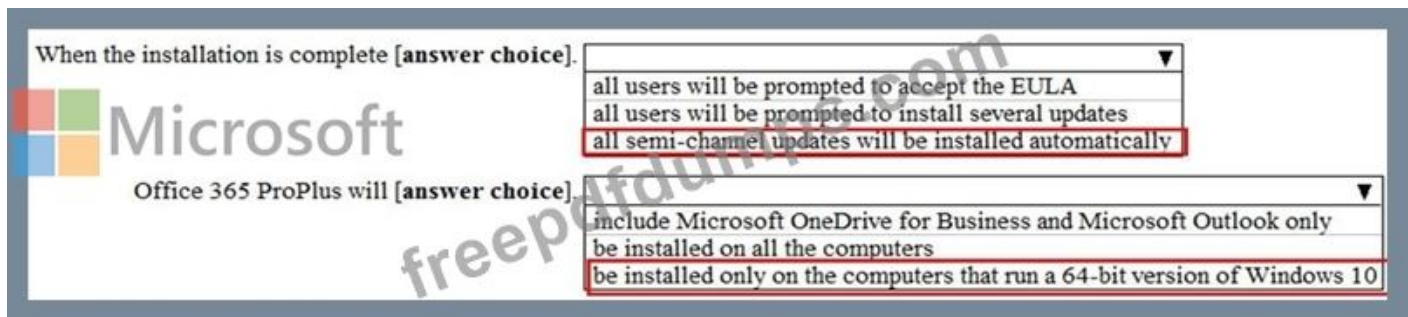 When the installation is complete [answer choice].
all users will be prompted to accept the EULA
all users will be prompted to install several updates
all semi-channel updates will be installed automatically
Microsoft
Office 365 ProPlus will [answer choice].
include Microsoft OneDrive for Business and Microsoft Outlook only
be installed on all the computers
be installed only on the computers that run a 64-bit version of Windows 10
freepdfdumps.com